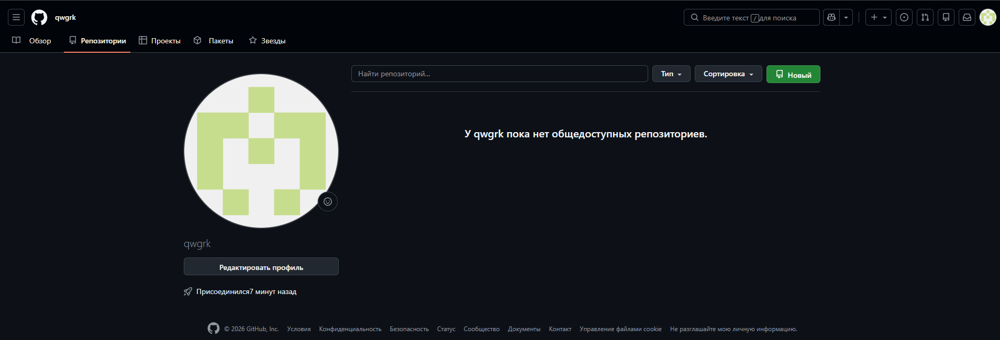 qwgrk
Введите текст / для поиска
Обзор Репозитории Проекты Пакеты Звезды
Найти репозиторий... Тип Сортировка Новый
У qwgrk пока нет общедоступных репозиториев.
qwgrk
Редактировать профиль
Присоединился7 минут назад
© 2026 GitHub, Inc. Условия Конфиденциальность Безопасность Статус Сообщество Документы Контакт Управление файлами cookie Не разглашайте мою личную информацию.